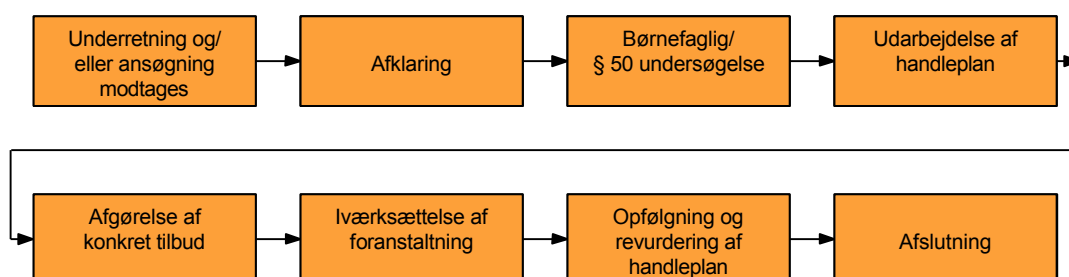 Underretning og/
eller ansøgning
modtages
Afklaring
Børnefaglig/
§ 50 undersøgelse
Udarbejdelse af
handleplan
Afgørelse af
konkret tilbud
Iværksættelse af
foranstaltning
Opfølgning og
revurdering af
handleplan
Afslutning